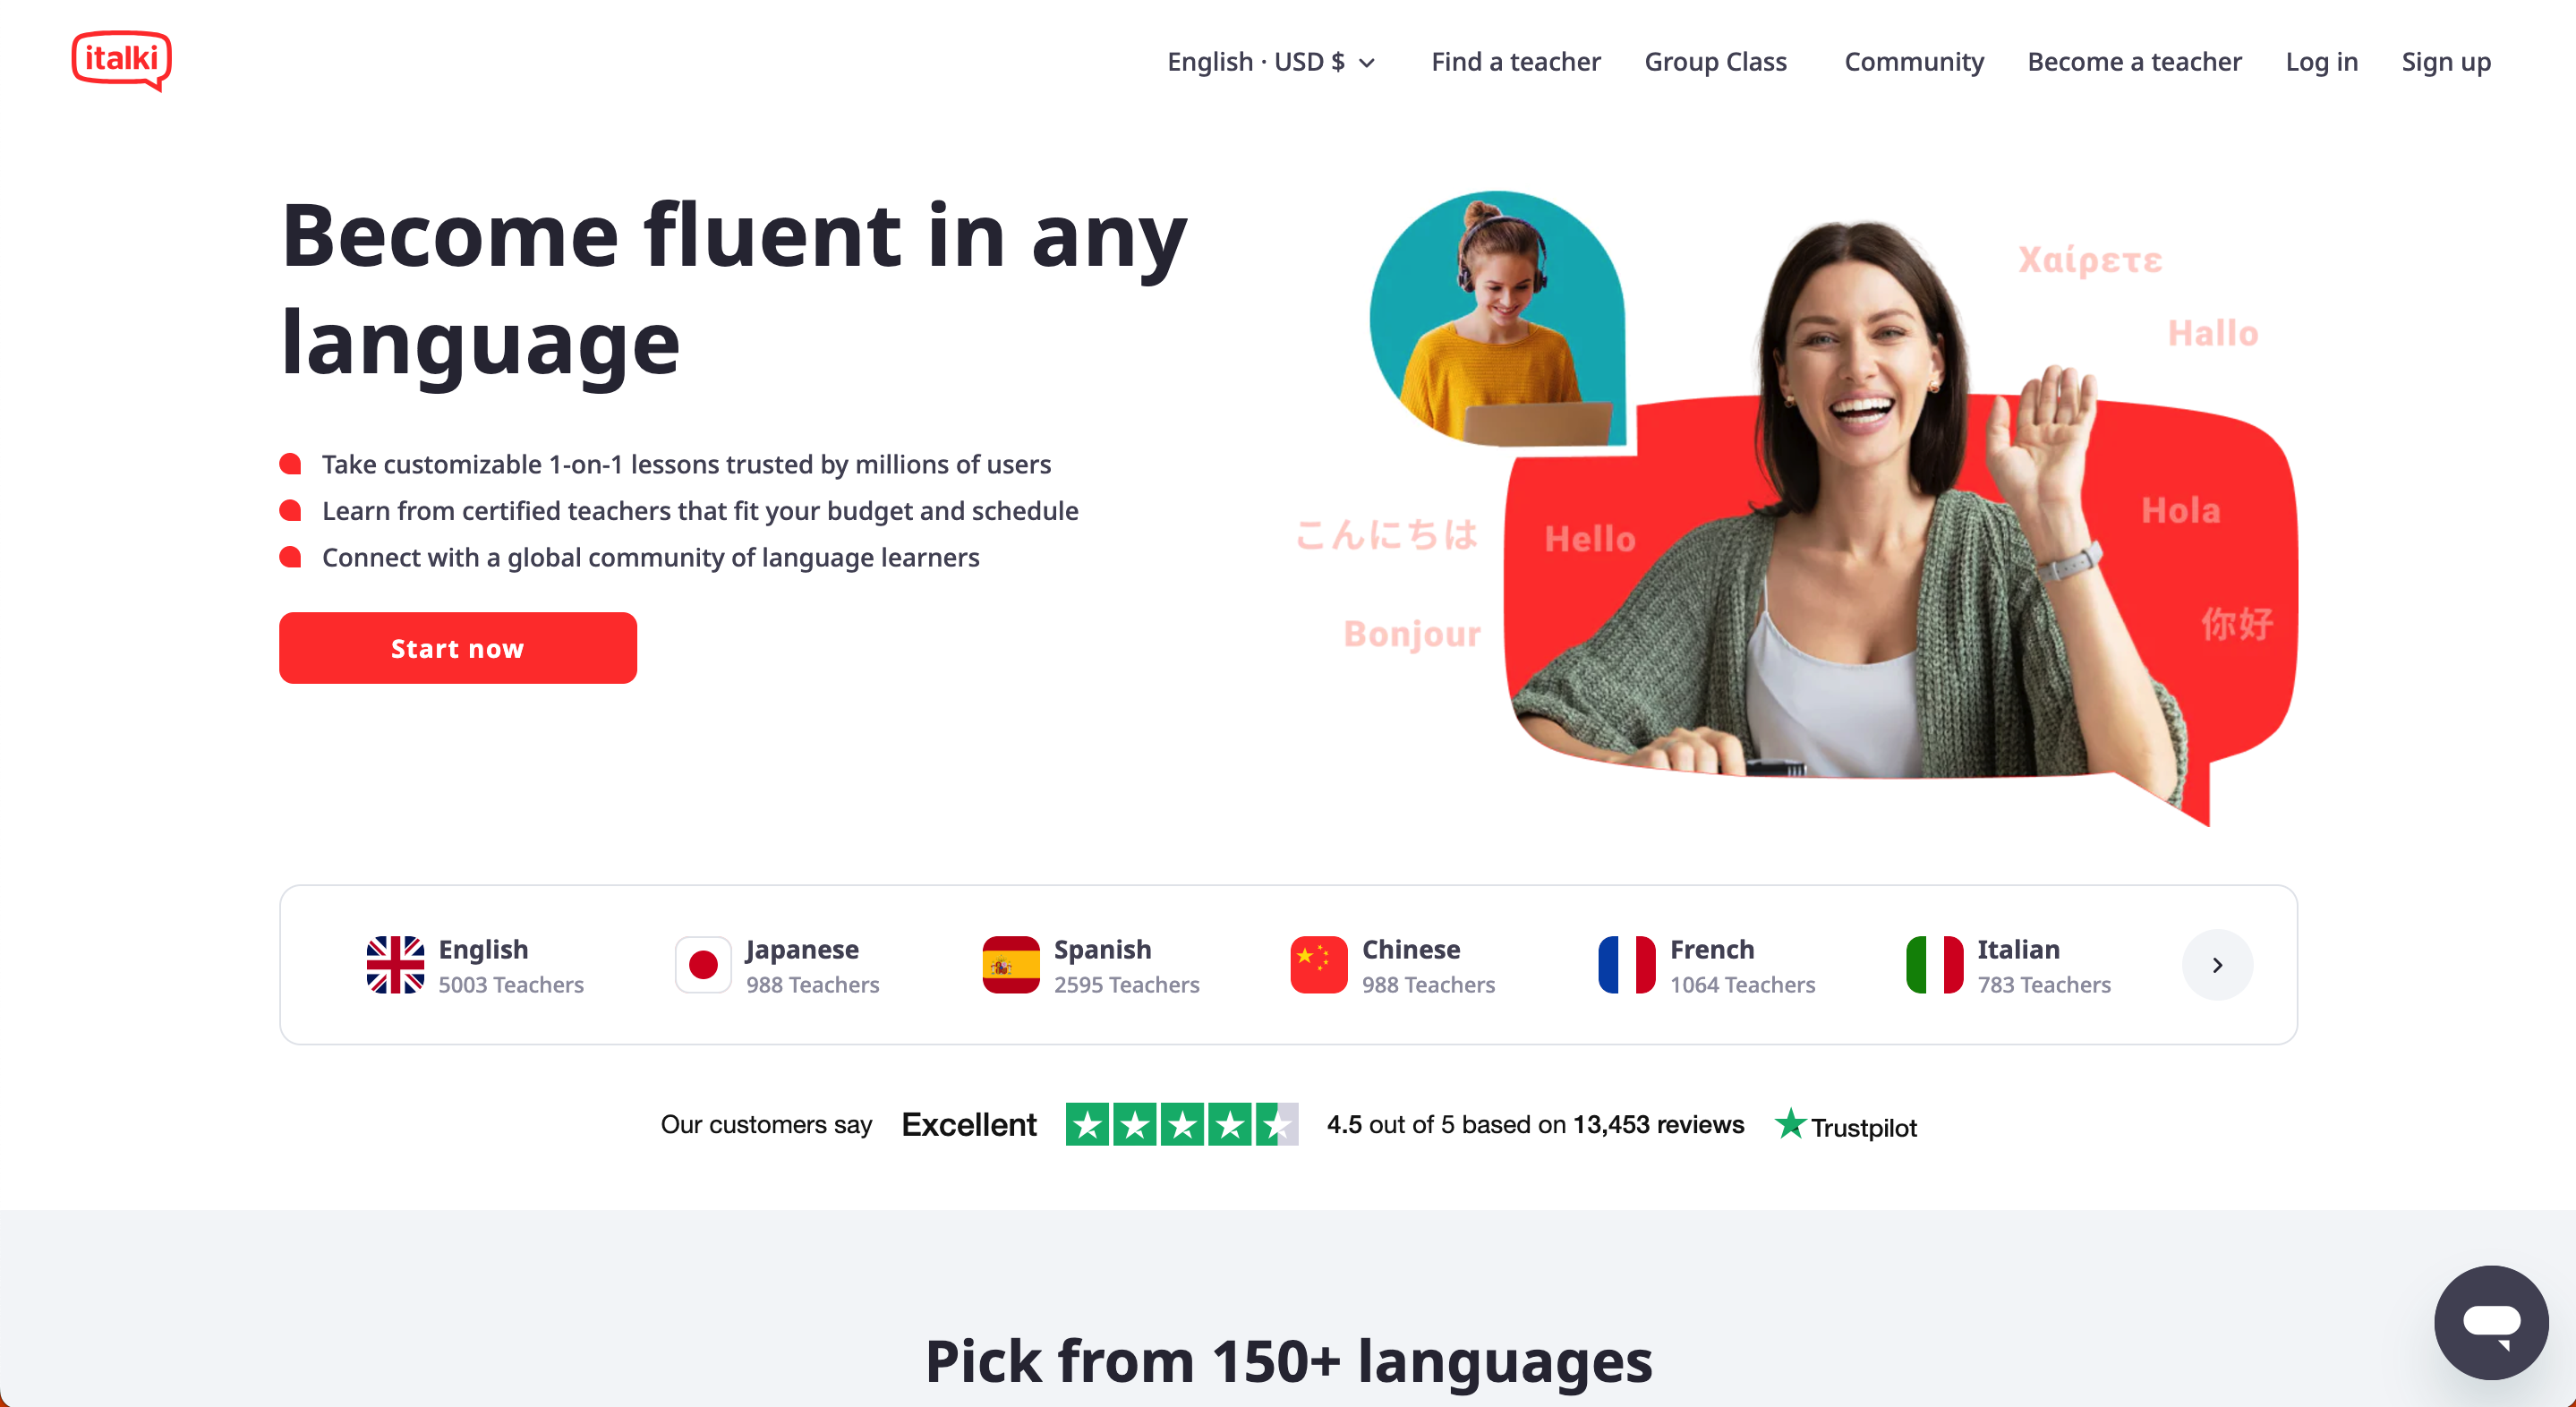 italki
English · USD $
Find a teacher
Group Class
Community
Become a teacher
Log in
Sign up
Become fluent in any
language
Take customizable 1-on-1 lessons trusted by millions of users
Learn from certified teachers that fit your budget and schedule
Connect with a global community of language learners
Start now
Χαίρετε
Hallo
Hola
こんにちは
Hello
Bonjour
你好
English
5003 Teachers
Japanese
988 Teachers
Spanish
2595 Teachers
Chinese
988 Teachers
French
1064 Teachers
Italian
783 Teachers
Our customers say Excellent 4.5 out of 5 based on 13,453 reviews Trustpilot
Pick from 150+ languages